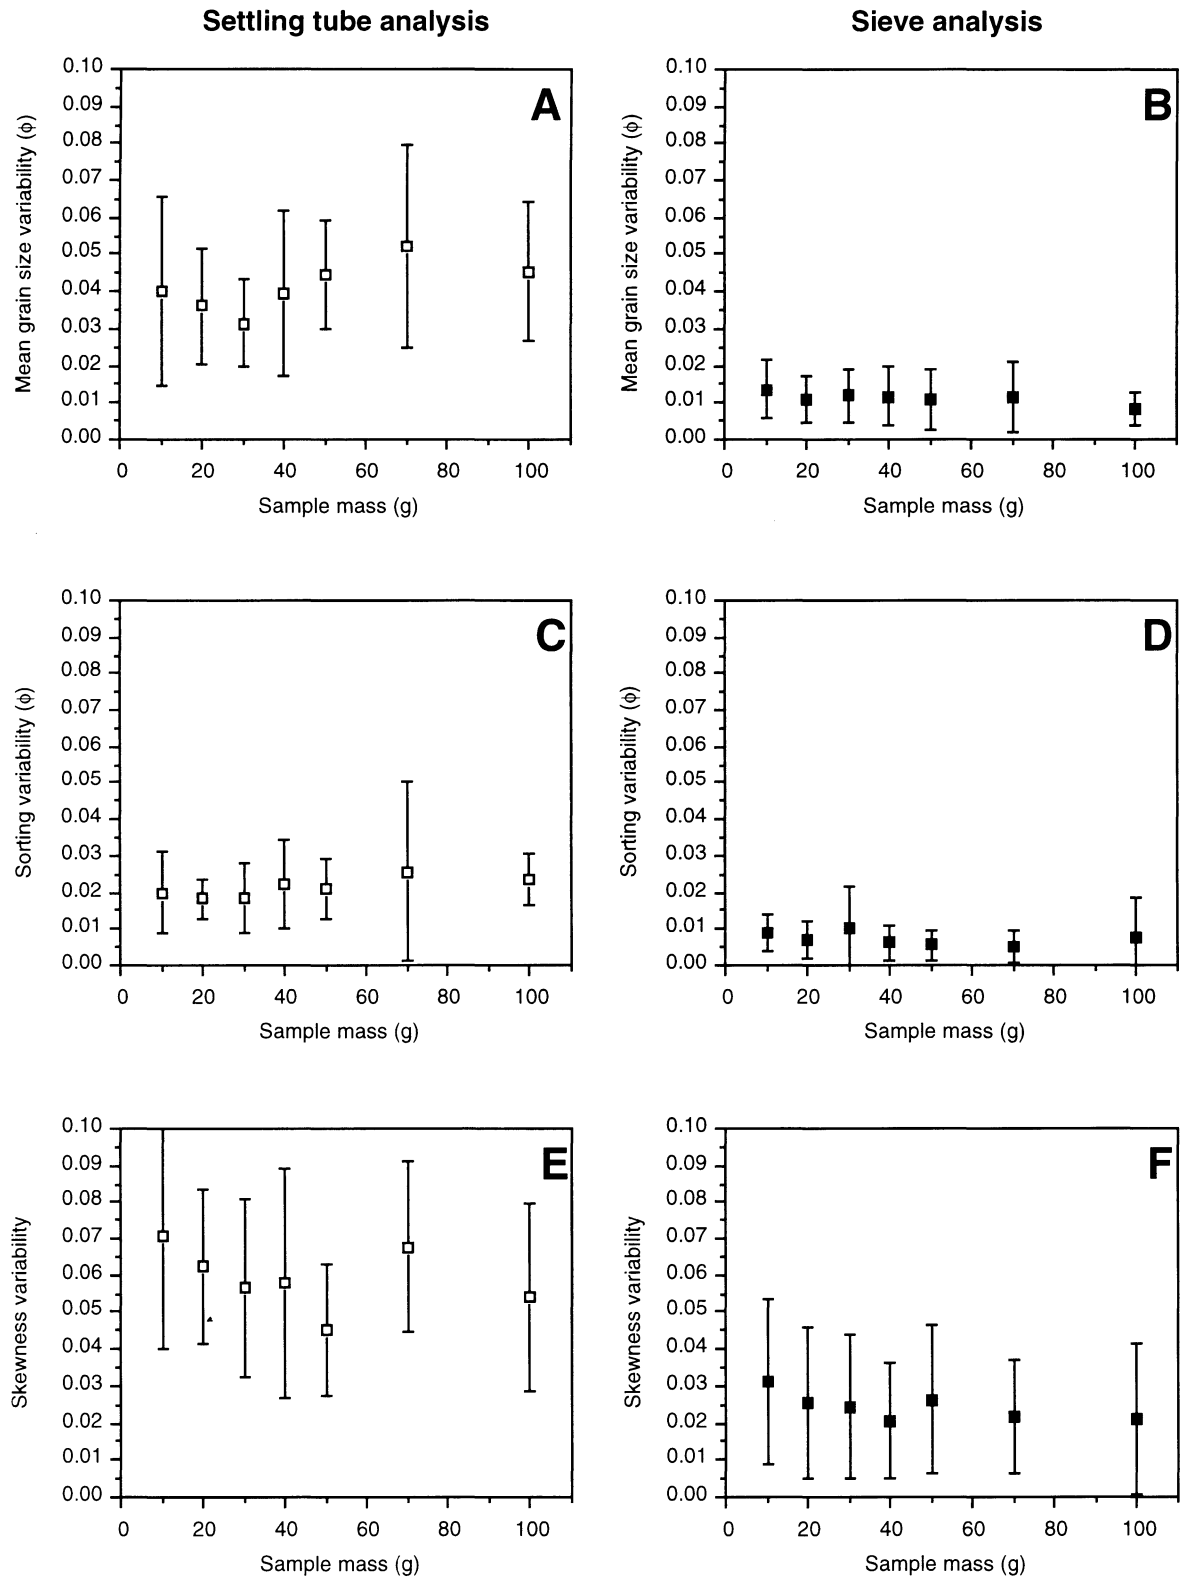 Settling tube analysis
Sieve analysis
A
0.10
0.09
0.08
0.07
0.06
0.05
0.04
0.03
0.02
0.01
0.00
Mean grain size variability (ϕ)
0 20 40 60 80 100
Sample mass (g)
B
0.10
0.09
0.08
0.07
0.06
0.05
0.04
0.03
0.02
0.01
0.00
Mean grain size variability (ϕ)
0 20 40 60 80 100
Sample mass (g)
C
0.10
0.09
0.08
0.07
0.06
0.05
0.04
0.03
0.02
0.01
0.00
Sorting variability (ϕ)
0 20 40 60 80 100
Sample mass (g)
D
0.10
0.09
0.08
0.07
0.06
0.05
0.04
0.03
0.02
0.01
0.00
Sorting variability (ϕ)
0 20 40 60 80 100
Sample mass (g)
E
0.10
0.09
0.08
0.07
0.06
0.05
0.04
0.03
0.02
0.01
0.00
Skewness variability
0 20 40 60 80 100
Sample mass (g)
F
0.10
0.09
0.08
0.07
0.06
0.05
0.04
0.03
0.02
0.01
0.00
Skewness variability
0 20 40 60 80 100
Sample mass (g)